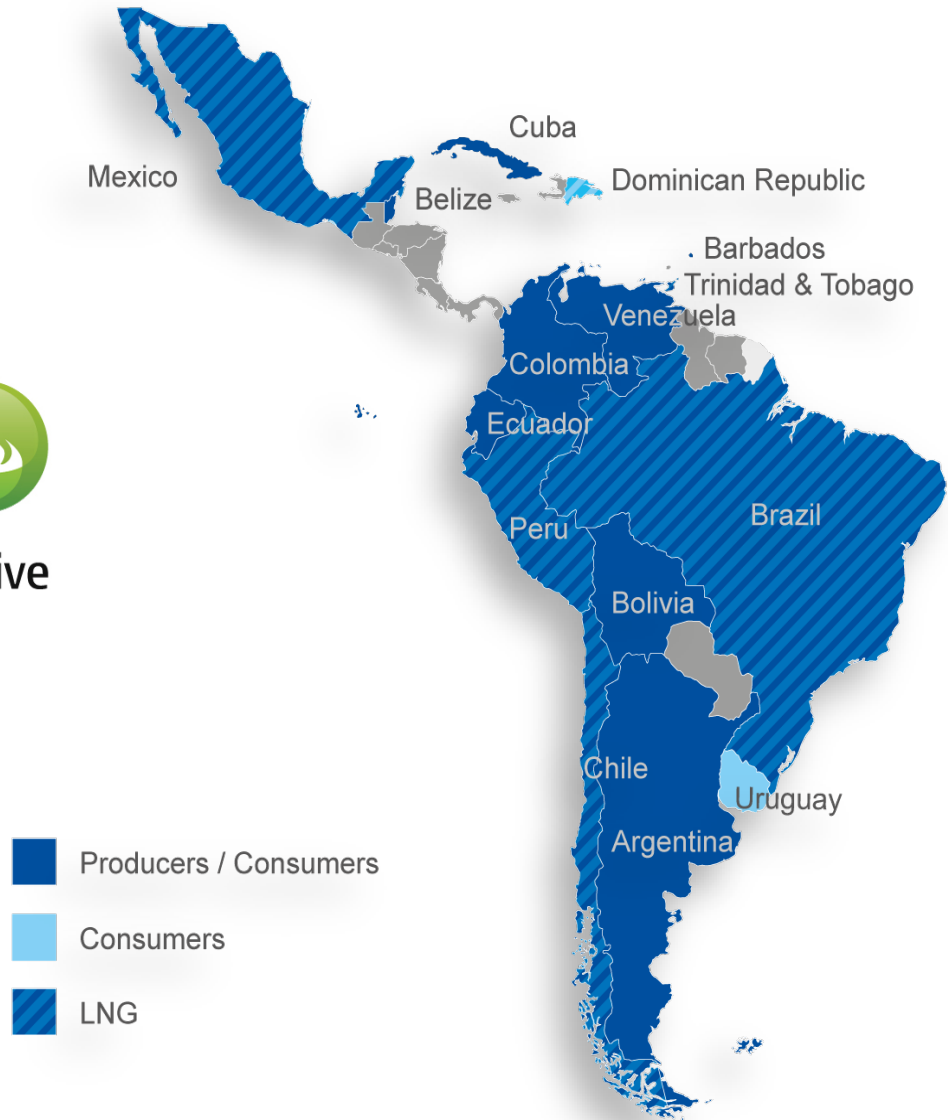 Cuba
Mexico
Belize
Dominican Republic
Barbados
Trinidad & Tobago
Venezuela
Colombia
Ecuador
Peru
Brazil
Bolivia
Chile
Uruguay
Argentina
Producers / Consumers
Consumers
LNG